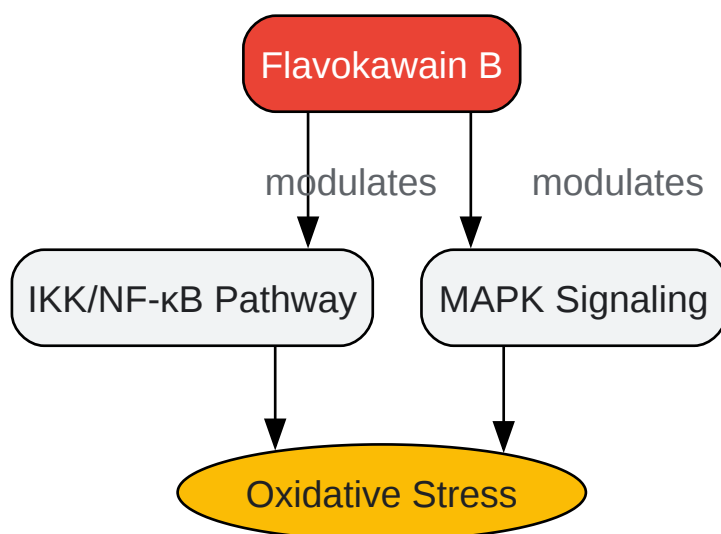 Flavokawain B
modulates
modulates
IKK/NF-κB Pathway
MAPK Signaling
Oxidative Stress